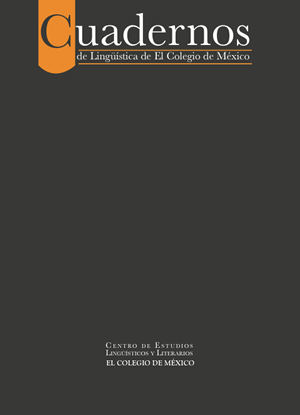 Cuadernos
de Lingüística de El Colegio de México
Centro de Estudios
Lingüísticos y Literarios
EL COLEGIO DE MÉXICO